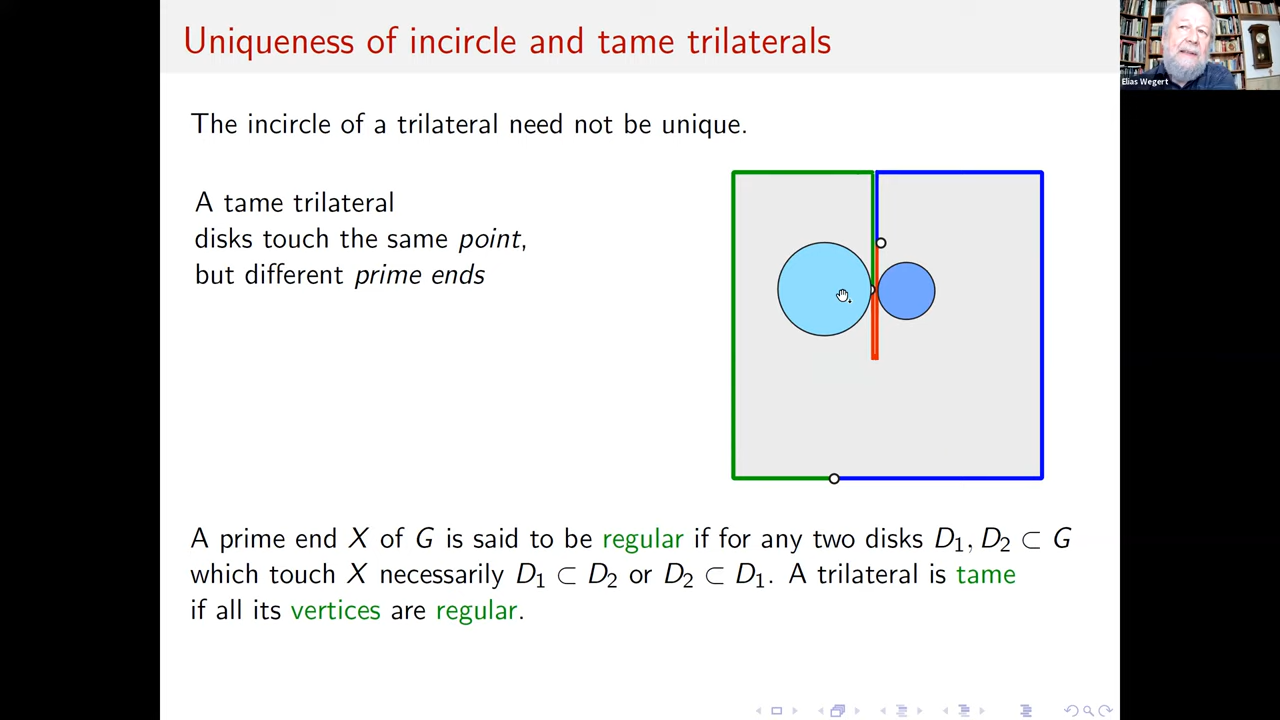 Uniqueness of incircle and tame trilaterals
Elias Wegert
The incircle of a trilateral need not be unique.
A tame trilateral
disks touch the same point,
but different prime ends
A prime end X of G is said to be regular if for any two disks D₁, D₂ ⊂ G
which touch X necessarily D₁ ⊂ D₂ or D₂ ⊂ D₁. A trilateral is tame
if all its vertices are regular.